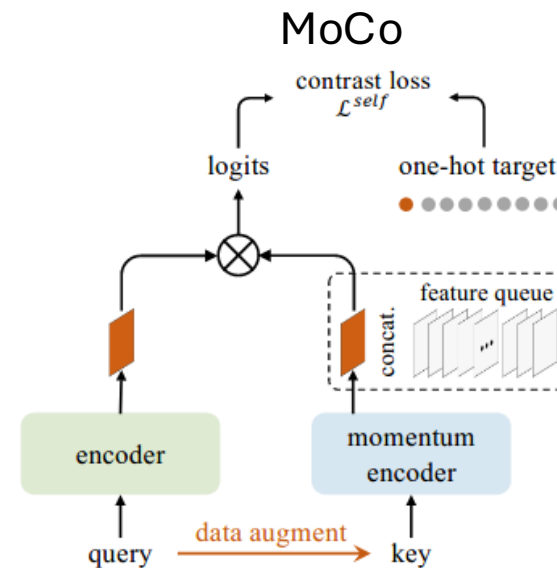 MoCo
contrast loss
ℒ^self
logits
one-hot target
feature queue
concat.
...
encoder
momentum
encoder
data augment
query
key